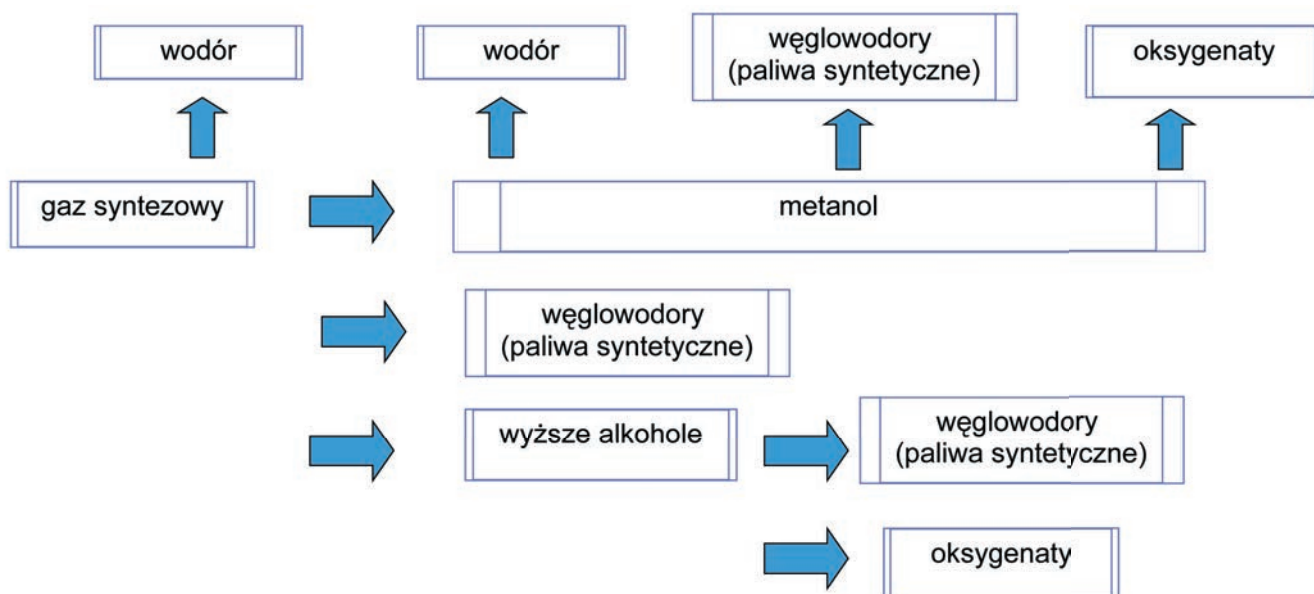 wodór
wodór
węglowodory
(paliwa syntetyczne)
oksygenaty
gaz syntezowy
metanol
węglowodory
(paliwa syntetyczne)
wyższe alkohole
węglowodory
(paliwa syntetyczne)
oksygenaty